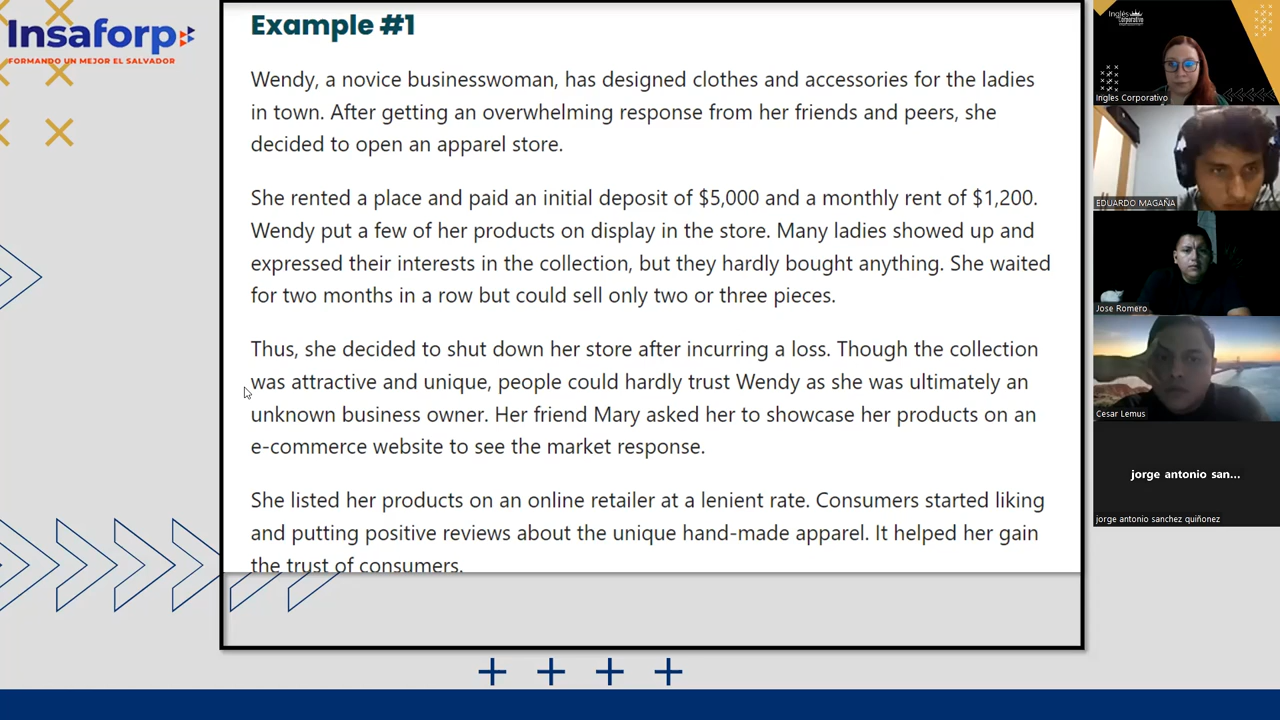 Insaforp
FORMANDO UN MEJOR EL SALVADOR
Example #1
Wendy, a novice businesswoman, has designed clothes and accessories for the ladies
in town. After getting an overwhelming response from her friends and peers, she
decided to open an apparel store.
She rented a place and paid an initial deposit of $5,000 and a monthly rent of $1,200.
Wendy put a few of her products on display in the store. Many ladies showed up and
expressed their interests in the collection, but they hardly bought anything. She waited
for two months in a row but could sell only two or three pieces.
Thus, she decided to shut down her store after incurring a loss. Though the collection
was attractive and unique, people could hardly trust Wendy as she was ultimately an
unknown business owner. Her friend Mary asked her to showcase her products on an
e-commerce website to see the market response.
She listed her products on an online retailer at a lenient rate. Consumers started liking
and putting positive reviews about the unique hand-made apparel. It helped her gain
the trust of consumers.
Inglés
Corporativo
Ingles Corporativo
EDUARDO MAGAÑA
Jose Romero
Cesar Lemus
jorge antonio san...
jorge antonio sanchez quiñonez